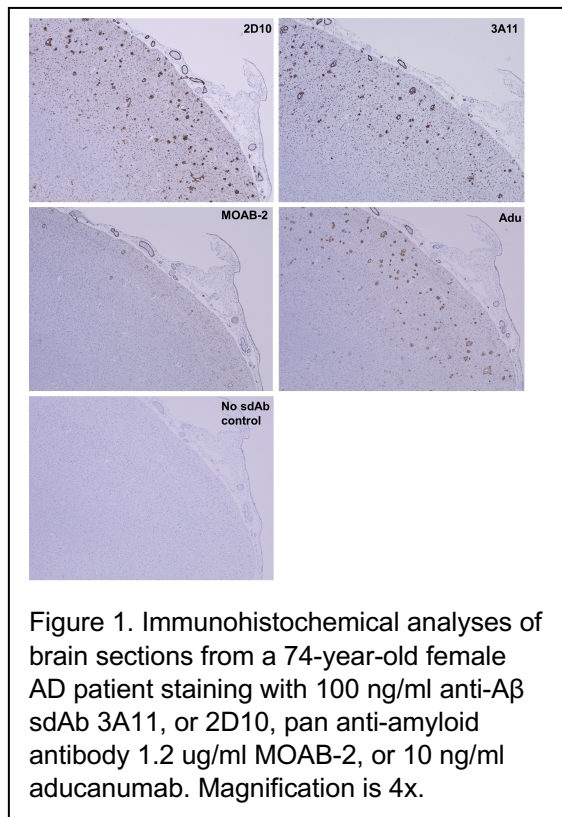 2D10
3A11
MOAB-2
Adu
No sdAb
control
Figure 1. Immunohistochemical analyses of
brain sections from a 74-year-old female
AD patient staining with 100 ng/ml anti-Aβ
sdAb 3A11, or 2D10, pan anti-amyloid
antibody 1.2 ug/ml MOAB-2, or 10 ng/ml
aducanumab. Magnification is 4x.